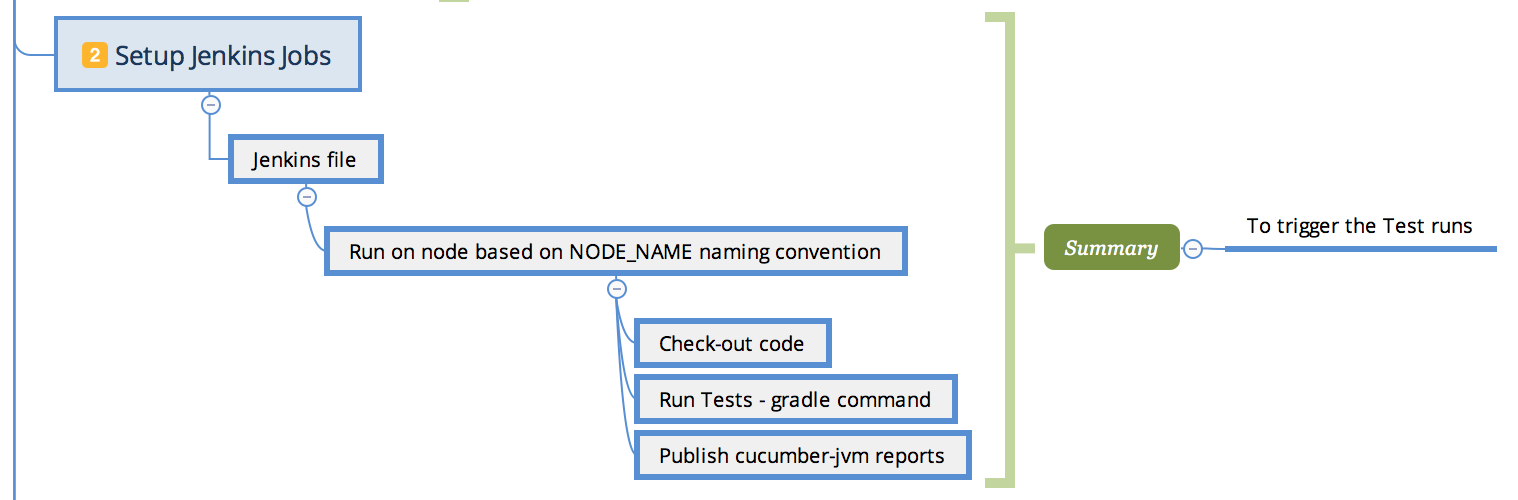 2 Setup Jenkins Jobs
Jenkins file
Run on node based on NODE_NAME naming convention
Check-out code
Run Tests - gradle command
Publish cucumber-jvm reports
Summary
To trigger the Test runs